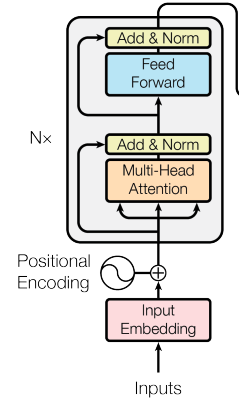 Add & Norm
Feed
Forward
N×
Add & Norm
Multi-Head
Attention
Positional
Encoding
Input
Embedding
Inputs